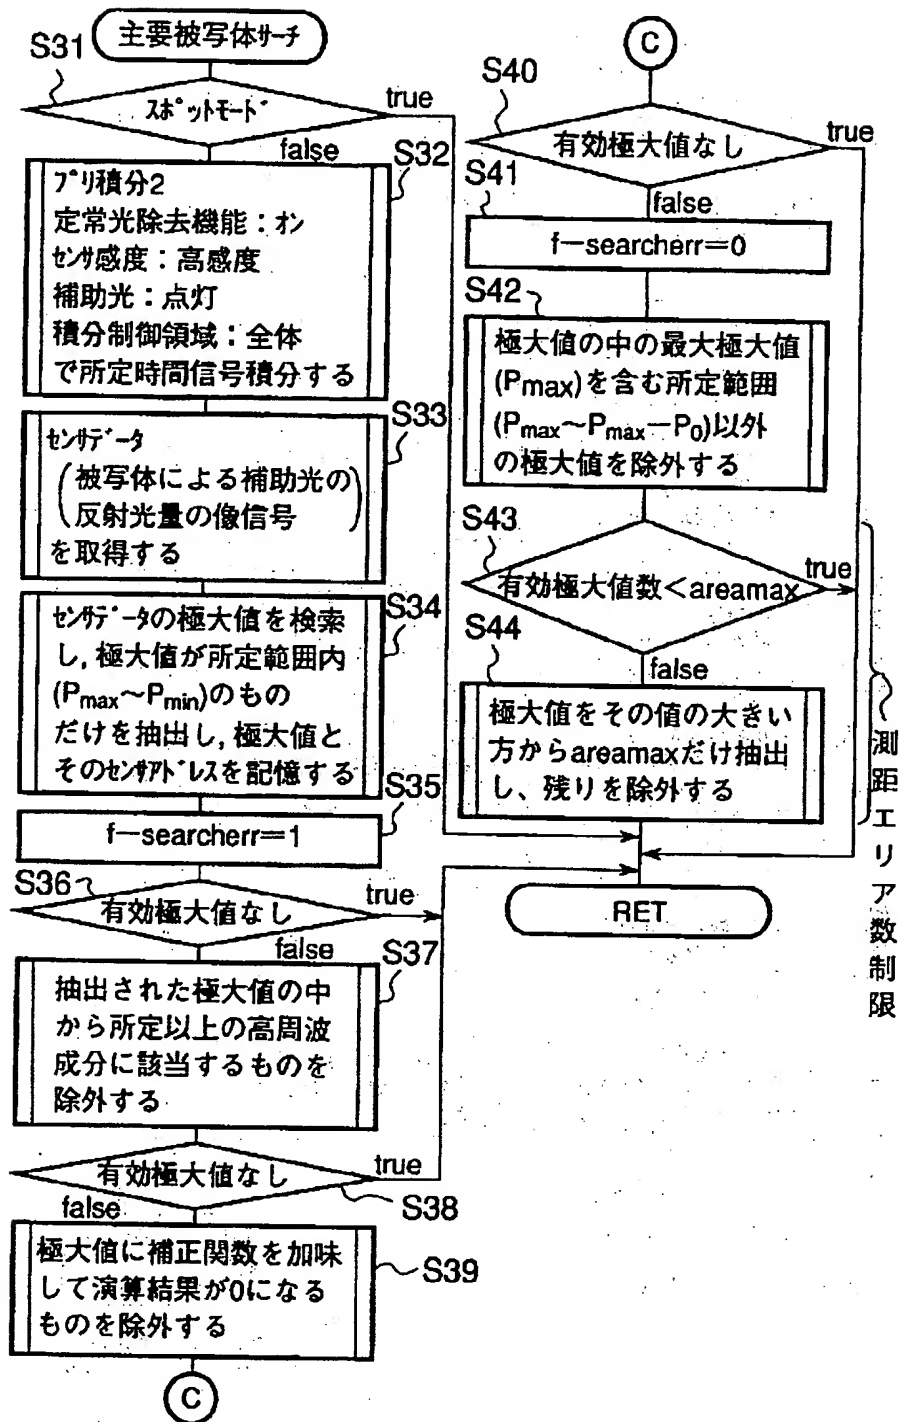 主要被写体サーチ
S31
スポットモード
true
false
S32
プリ積分2
定常光除去機能：オン
センサ感度：高感度
補助光：点灯
積分制御領域：全体
で所定時間信号積分する
S33
センサデータ
(被写体による補助光の
反射光量の像信号)
を取得する
S34
センサデータの極大値を検索
し,極大値が所定範囲内
(Pmax～Pmin)のもの
だけを抽出し,極大値と
そのセンサアドレスを記憶する
S35
f－searcherr＝1
S36
有効極大値なし
true
false
S37
抽出された極大値の中
から所定以上の高周波
成分に該当するものを
除外する
有効極大値なし
true
false
S38
極大値に補正関数を加味
して演算結果が0になる
ものを除外する
S39
C
C
S40
有効極大値なし
true
false
S41
f－searcherr＝0
S42
極大値の中の最大極大値
(Pmax)を含む所定範囲
(Pmax～Pmax－P0)以外
の極大値を除外する
S43
有効極大値数＜areamax
true
false
S44
極大値をその値の大きい
方からareamaxだけ抽出
し、残りを除外する
測距エリア数制限
RET